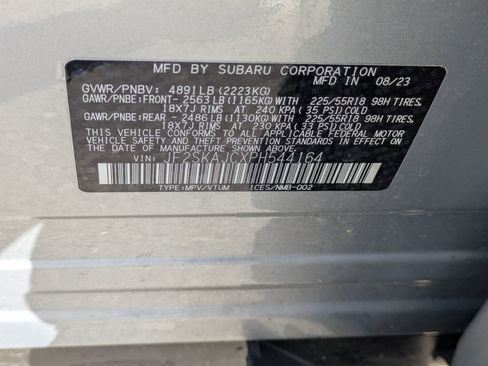 MFD BY SUBARU CORPORATION
GVWR/PNBV: 4891LB (2223KG) MFD IN 08/23
GAWR/PNBE:FRONT- 2563LB(1165KG)WITH 225/55R18 98H TIRES,
18X7J RIMS AT 240 KPA( 35 PSI)COLD
GAWR/PNBE:REAR - 2486LB(1130KG)WITH 225/55R18 98H TIRES,
18X7J RIMS AT 230 KPA( 33 PSI)COLD
THIS VEHICLE CONFORMS TO ALL APPLICABLE FEDERAL MOTOR
VEHICLE SAFETY AND THEFT PREVENTION STANDARDS IN EFFECT
ON THE DATE OF MANUFACTURE SHOWN ABOVE.
VIN: JF2SKAJCXPH544164
TYPE:MPV/VTUM ICES/NMB-002